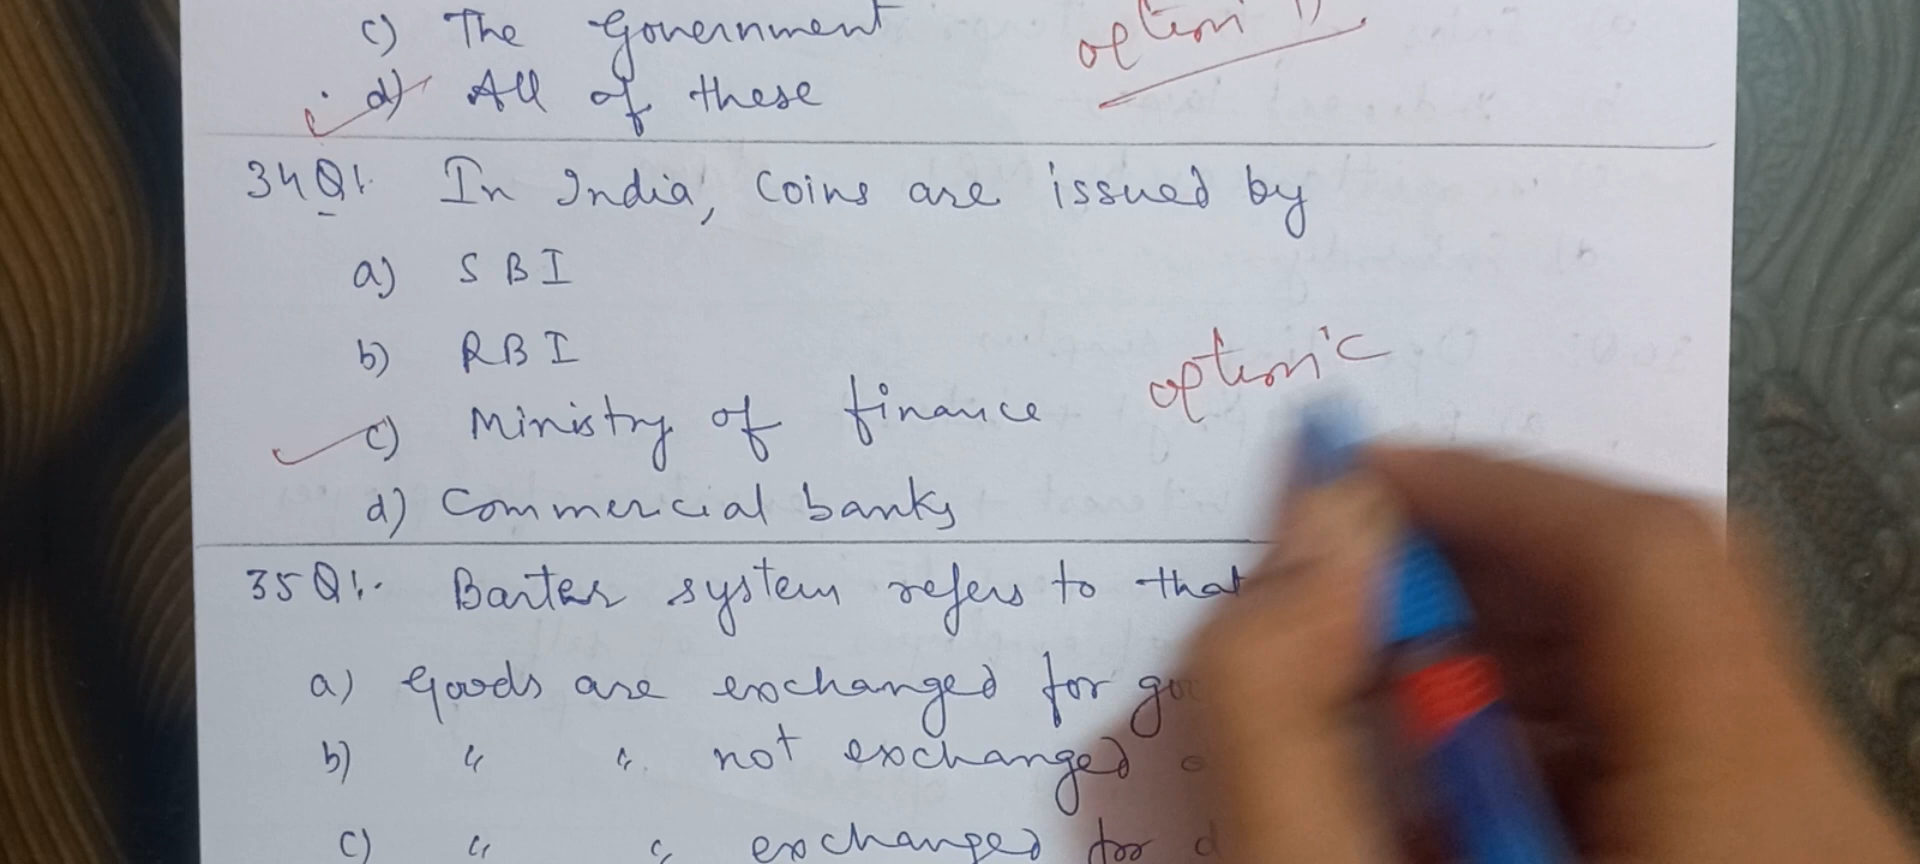 c) The Government
option D
d) All of these
34Q:. In India, Coins are issued by
a) SBI
b) RBI
option 'C
c) Ministry of finance
d) Commericial banks
35Q:. Barter system refers to that
a) Goods are exchanged for
b) " " not exchanged
c) " " exchanged for